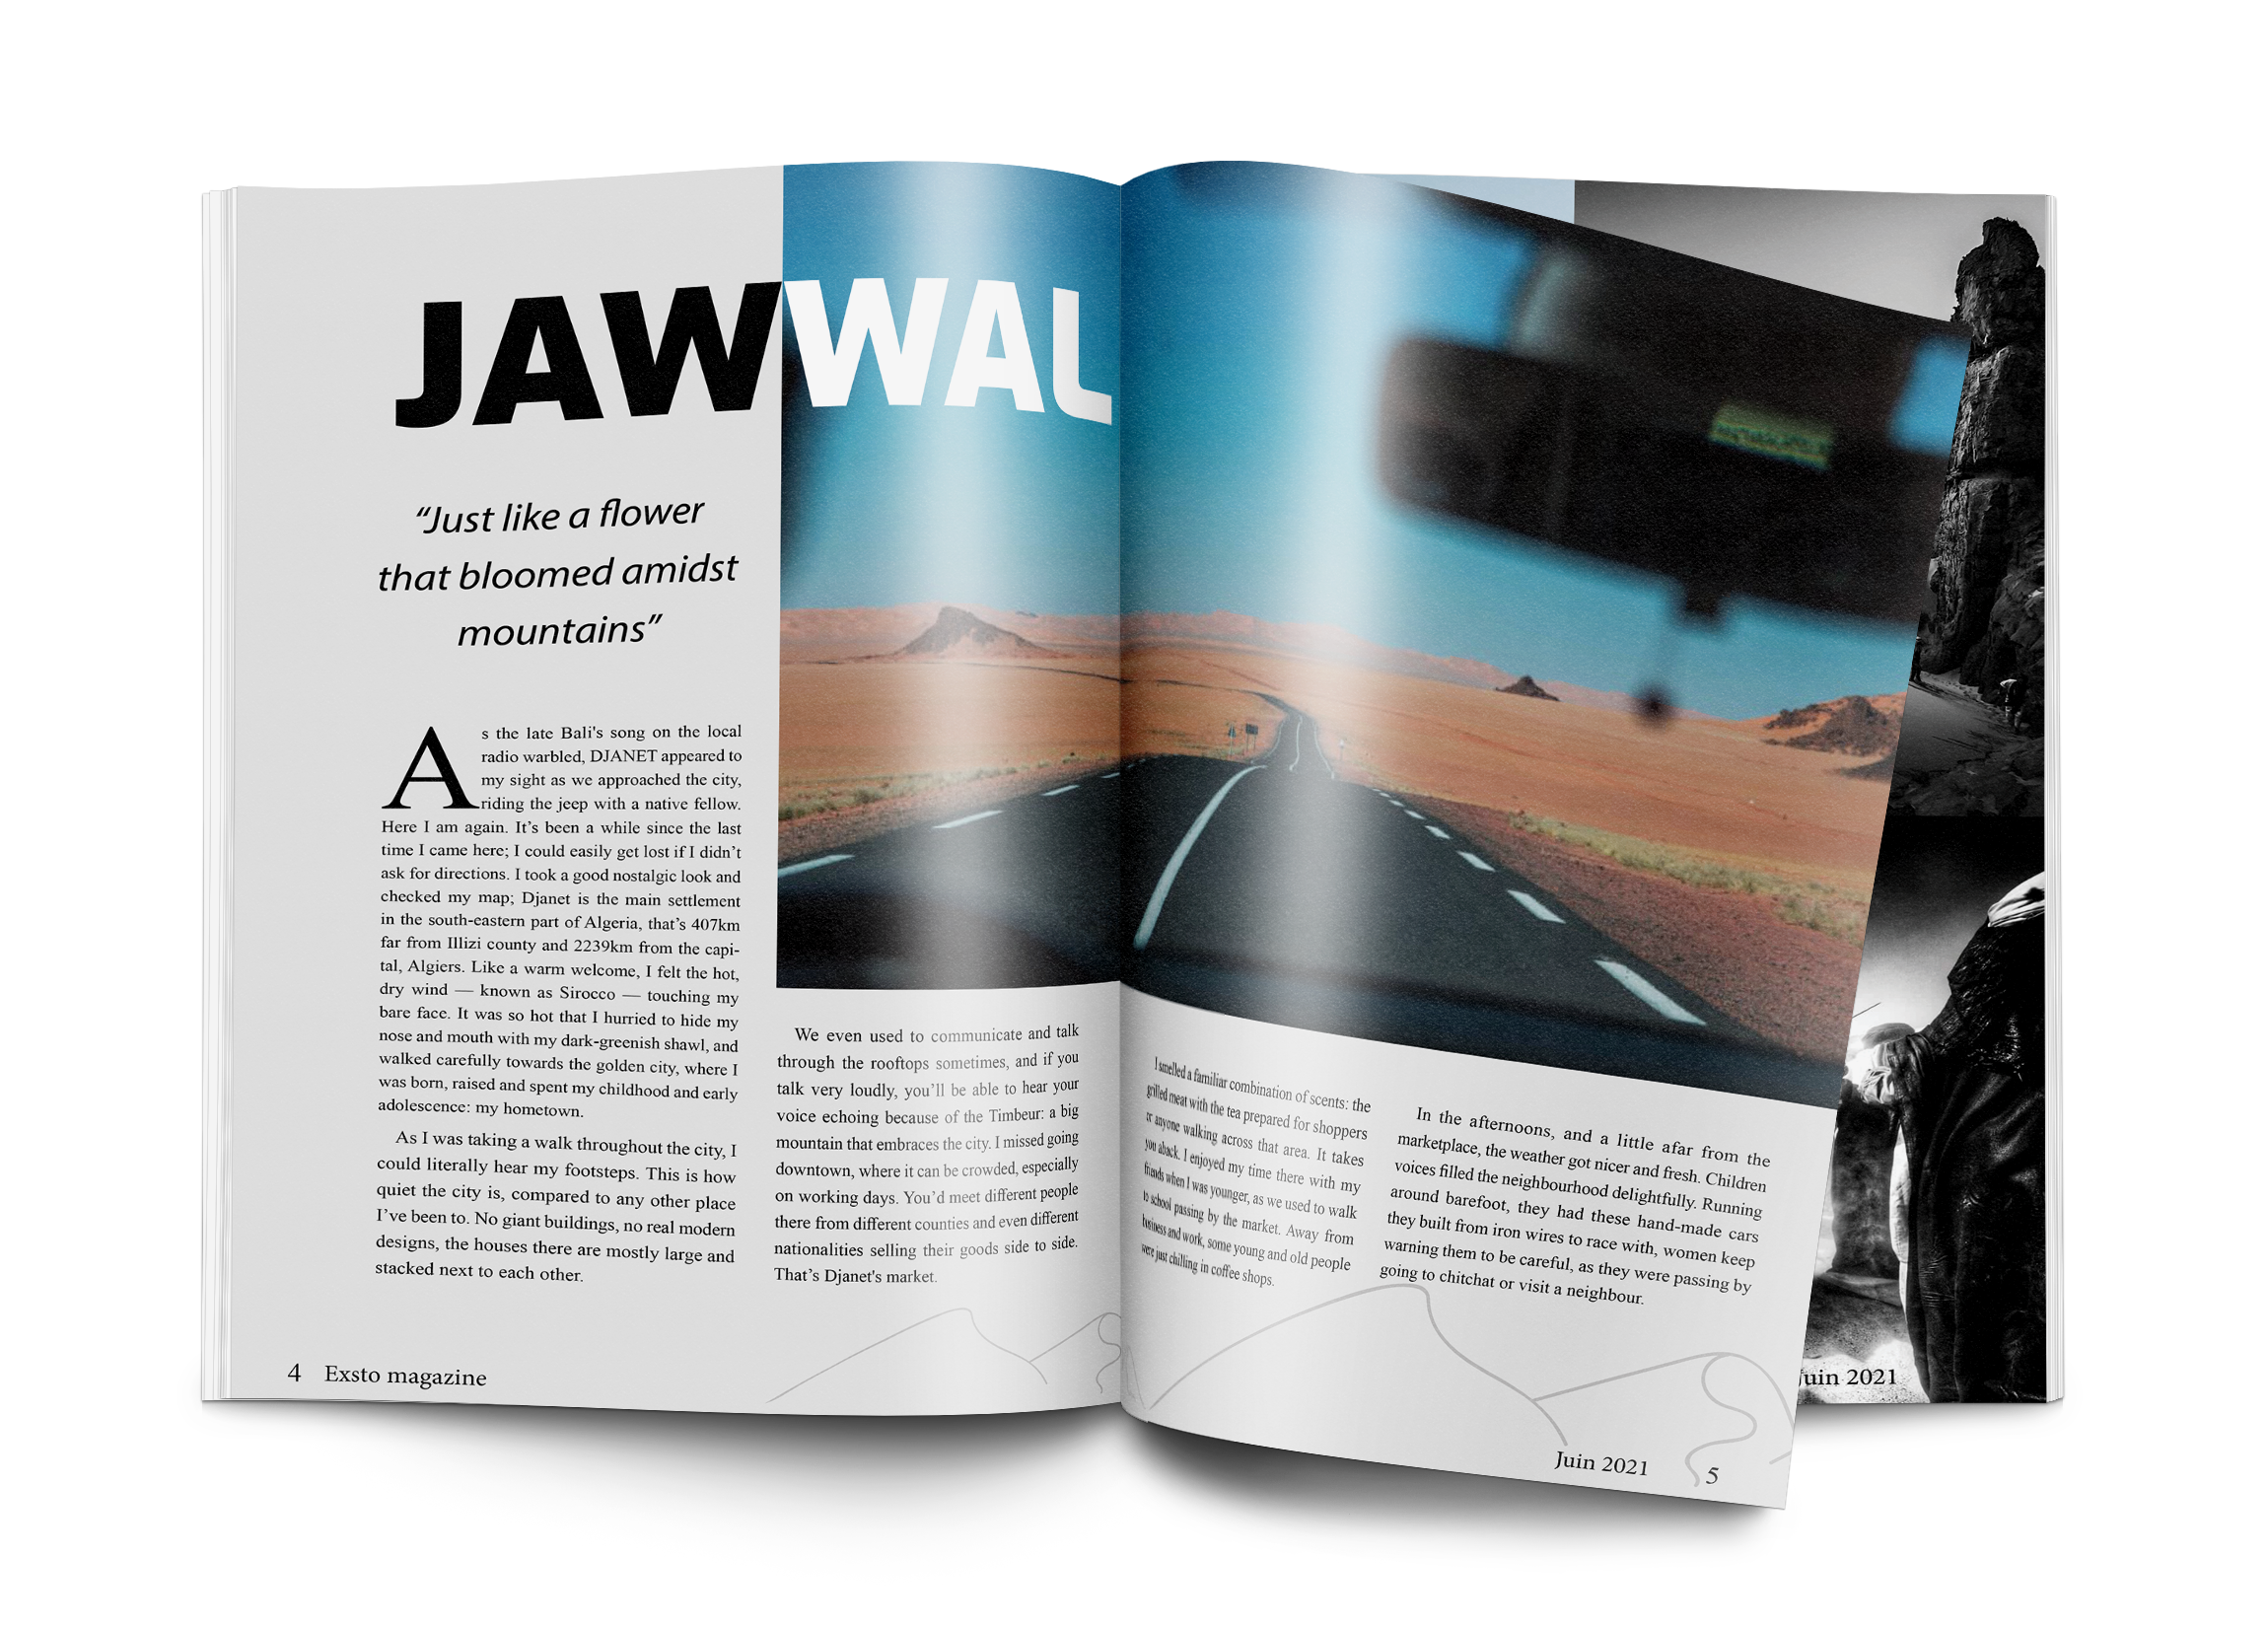 JAWWAL
“Just like a flower
that bloomed amidst
mountains”
As the late Bali's song on the local
radio warbled, DJANET appeared to
my sight as we approached the city,
riding the jeep with a native fellow.
Here I am again. It’s been a while since the last
time I came here; I could easily get lost if I didn’t
ask for directions. I took a good nostalgic look and
checked my map; Djanet is the main settlement
in the south-eastern part of Algeria, that’s 407km
far from Illizi county and 2239km from the capi-
tal, Algiers. Like a warm welcome, I felt the hot,
dry wind — known as Sirocco — touching my
bare face. It was so hot that I hurried to hide my
nose and mouth with my dark-greenish shawl, and
walked carefully towards the golden city, where I
was born, raised and spent my childhood and early
adolescence: my hometown.
As I was taking a walk throughout the city, I
could literally hear my footsteps. This is how
quiet the city is, compared to any other place
I’ve been to. No giant buildings, no real modern
designs, the houses there are mostly large and
stacked next to each other.
We even used to communicate and talk
through the rooftops sometimes, and if you
talk very loudly, you’ll be able to hear your
voice echoing because of the Timbeur: a big
mountain that embraces the city. I missed going
downtown, where it can be crowded, especially
on working days. You’d meet different people
there from different counties and even different
nationalities selling their goods side to side.
That’s Djanet's market.
4 Exsto magazine
I smelled a familiar combination of scents: the
grilled meat with the tea prepared for shoppers
or anyone walking across that area. It takes
you aback. I enjoyed my time there with my
friends when I was younger, as we used to walk
to school passing by the market. Away from
business and work, some young and old people
were just chilling in coffee shops.
In the afternoons, and a little afar from the
marketplace, the weather got nicer and fresh. Children
voices filled the neighbourhood delightfully. Running
around barefoot, they had these hand-made cars
they built from iron wires to race with, women keep
warning them to be careful, as they were passing by
going to chitchat or visit a neighbour.
Juin 2021 5
Juin 2021